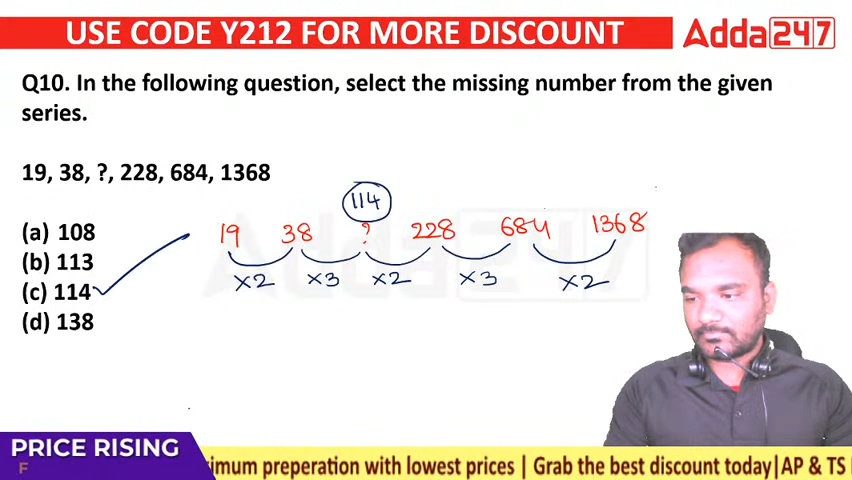 USE CODE Y212 FOR MORE DISCOUNT
Adda247
Q10. In the following question, select the missing number from the given
series.
19, 38, ?, 228, 684, 1368
(a) 108
(b) 113
(c) 114
(d) 138
114
19 38 ? 228 684 1368
×2 ×3 ×2 ×3 ×2
PRICE RISING
F
ximum preperation with lowest prices | Grab the best discount today|AP & TS